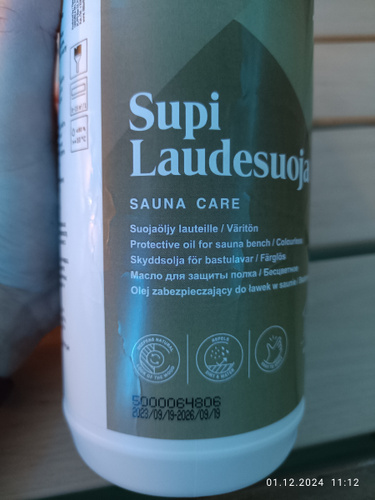 Supi
Laudesuoja
SAUNA CARE
Suojaöljy lauteille / Väritön
Protective oil for sauna bench / Colourless
Skyddsolja för bastulavar / Färglös
Масло для защиты полка / Бесцветное
Olej zabezpieczający do ławek w saunie /
5000064806
2023/09/19-2026/09/19
01.12.2024 11:12